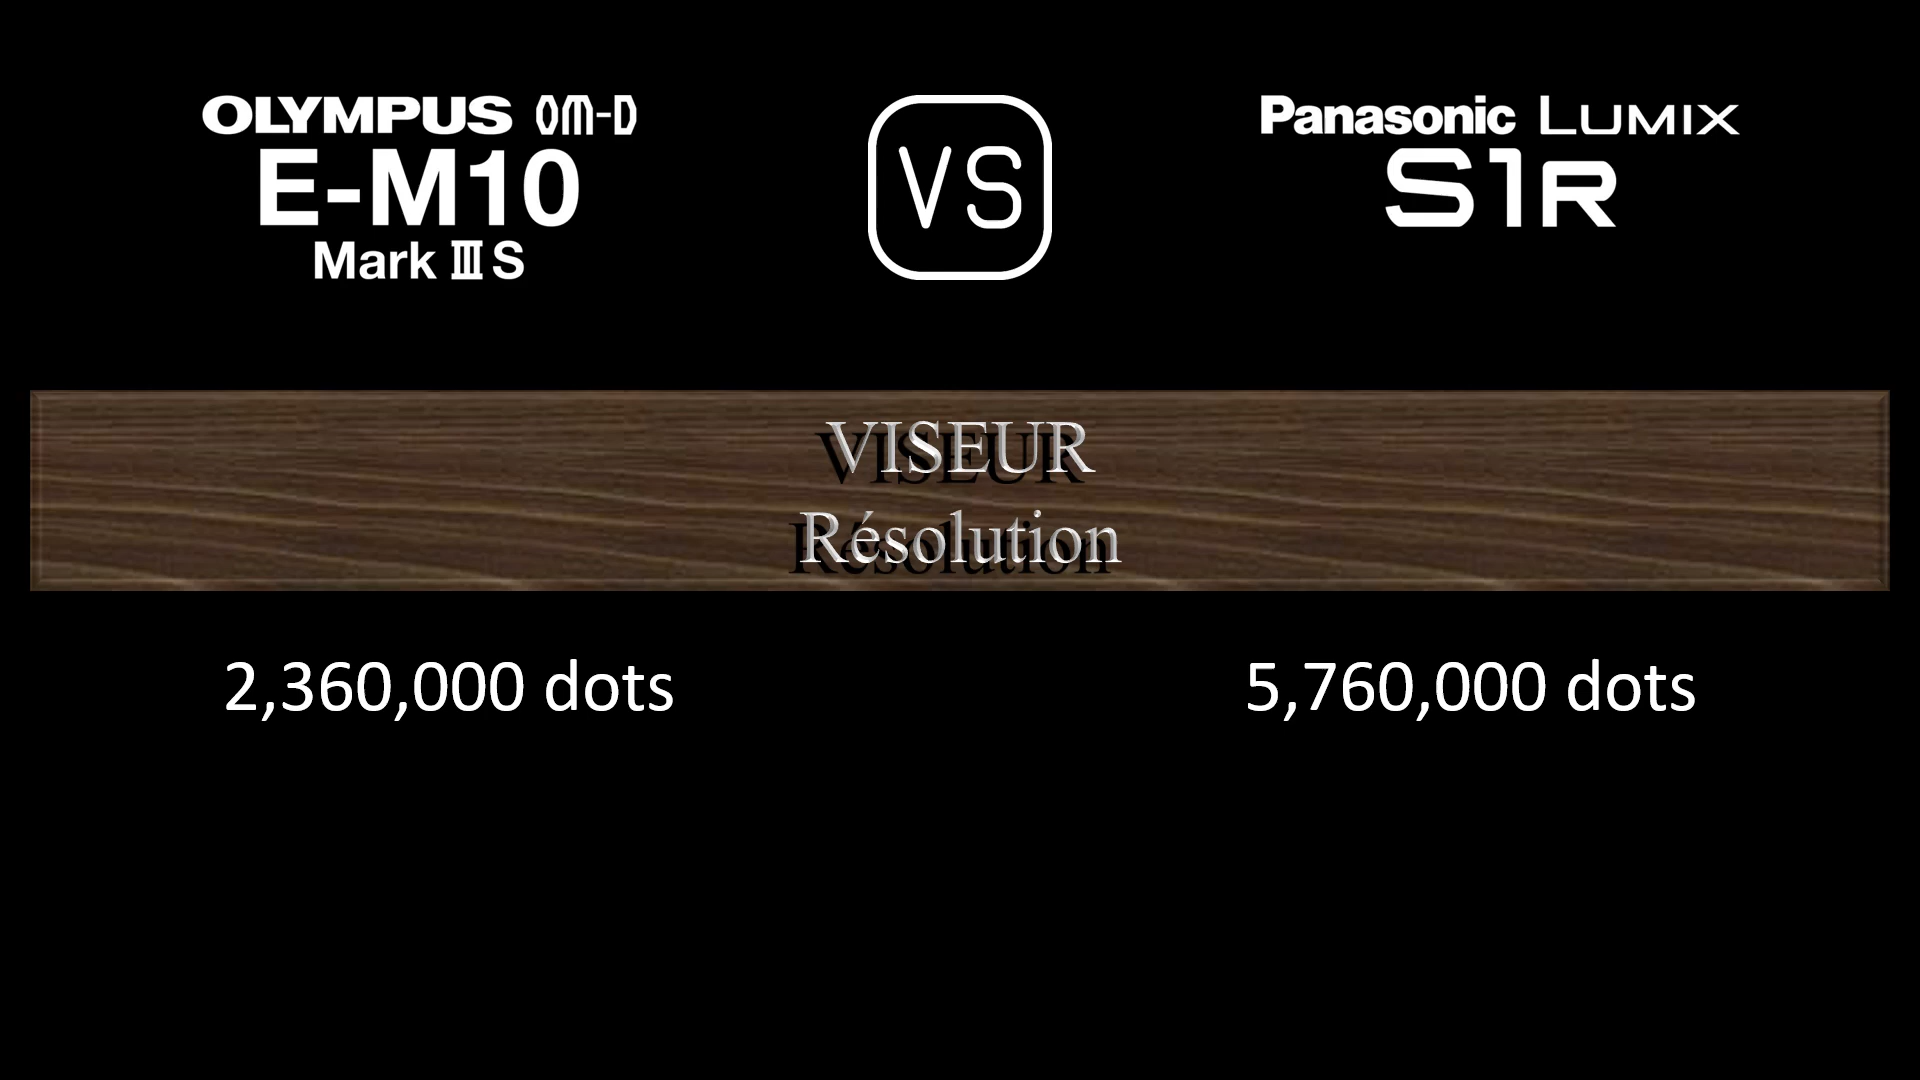 OLYMPUS OM-D
E-M10
Mark III S
VS
Panasonic LUMIX
S1R
VISEUR
Résolution
2,360,000 dots
5,760,000 dots